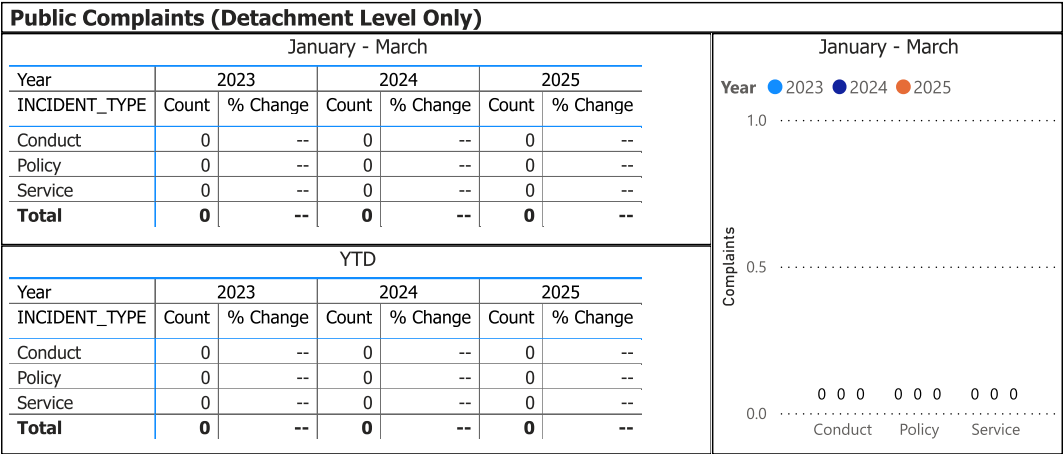 Public Complaints (Detachment Level Only)
January - March
Year 2023 2024 2025
INCIDENT_TYPE Count % Change Count % Change Count % Change
Conduct 0 -- 0 -- 0 --
Policy 0 -- 0 -- 0 --
Service 0 -- 0 -- 0 --
Total 0 -- 0 -- 0 --
YTD
Year 2023 2024 2025
INCIDENT_TYPE Count % Change Count % Change Count % Change
Conduct 0 -- 0 -- 0 --
Policy 0 -- 0 -- 0 --
Service 0 -- 0 -- 0 --
Total 0 -- 0 -- 0 --
January - March
Year 2023 2024 2025
1.0
Complaints
0.5
0 0 0 0 0 0 0 0 0
0.0
Conduct Policy Service